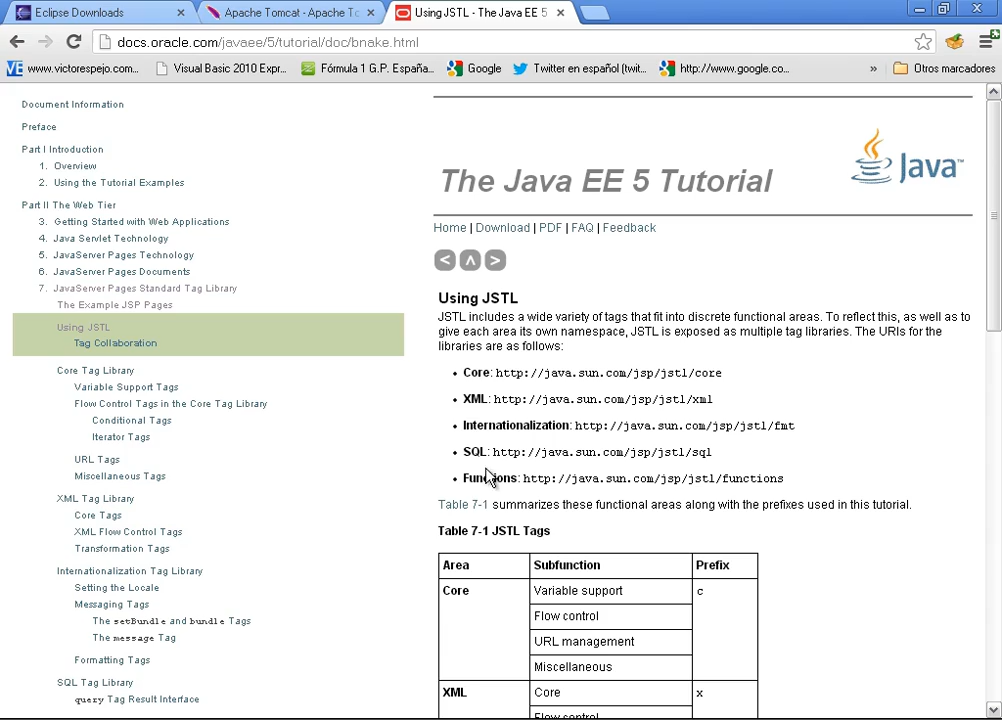 Eclipse Downloads
Apache Tomcat - Apache To
Using JSTL - The Java EE 5
docs.oracle.com/javaee/5/tutorial/doc/bnake.html
www.victorespejo.com...
Visual Basic 2010 Expr...
Fórmula 1 G.P. España...
Google
Twitter en español (twit...
http://www.google.co...
»
Otros marcadores
Document Information
Preface
Part I Introduction
1. Overview
2. Using the Tutorial Examples
Part II The Web Tier
3. Getting Started with Web Applications
4. Java Servlet Technology
5. JavaServer Pages Technology
6. JavaServer Pages Documents
7. JavaServer Pages Standard Tag Library
The Example JSP Pages
Using JSTL
Tag Collaboration
Core Tag Library
Variable Support Tags
Flow Control Tags in the Core Tag Library
Conditional Tags
Iterator Tags
URL Tags
Miscellaneous Tags
XML Tag Library
Core Tags
XML Flow Control Tags
Transformation Tags
Internationalization Tag Library
Setting the Locale
Messaging Tags
The setBundle and bundle Tags
The message Tag
Formatting Tags
SQL Tag Library
query Tag Result Interface
The Java EE 5 Tutorial
Java™
Home | Download | PDF | FAQ | Feedback
Using JSTL
JSTL includes a wide variety of tags that fit into discrete functional areas. To reflect this, as well as to
give each area its own namespace, JSTL is exposed as multiple tag libraries. The URIs for the
libraries are as follows:
• Core: http://java.sun.com/jsp/jstl/core
• XML: http://java.sun.com/jsp/jstl/xml
• Internationalization: http://java.sun.com/jsp/jstl/fmt
• SQL: http://java.sun.com/jsp/jstl/sql
• Functions: http://java.sun.com/jsp/jstl/functions
Table 7-1 summarizes these functional areas along with the prefixes used in this tutorial.
Table 7-1 JSTL Tags
Area Subfunction Prefix
Core Variable support c
Flow control
URL management
Miscellaneous
XML Core x
Flow control